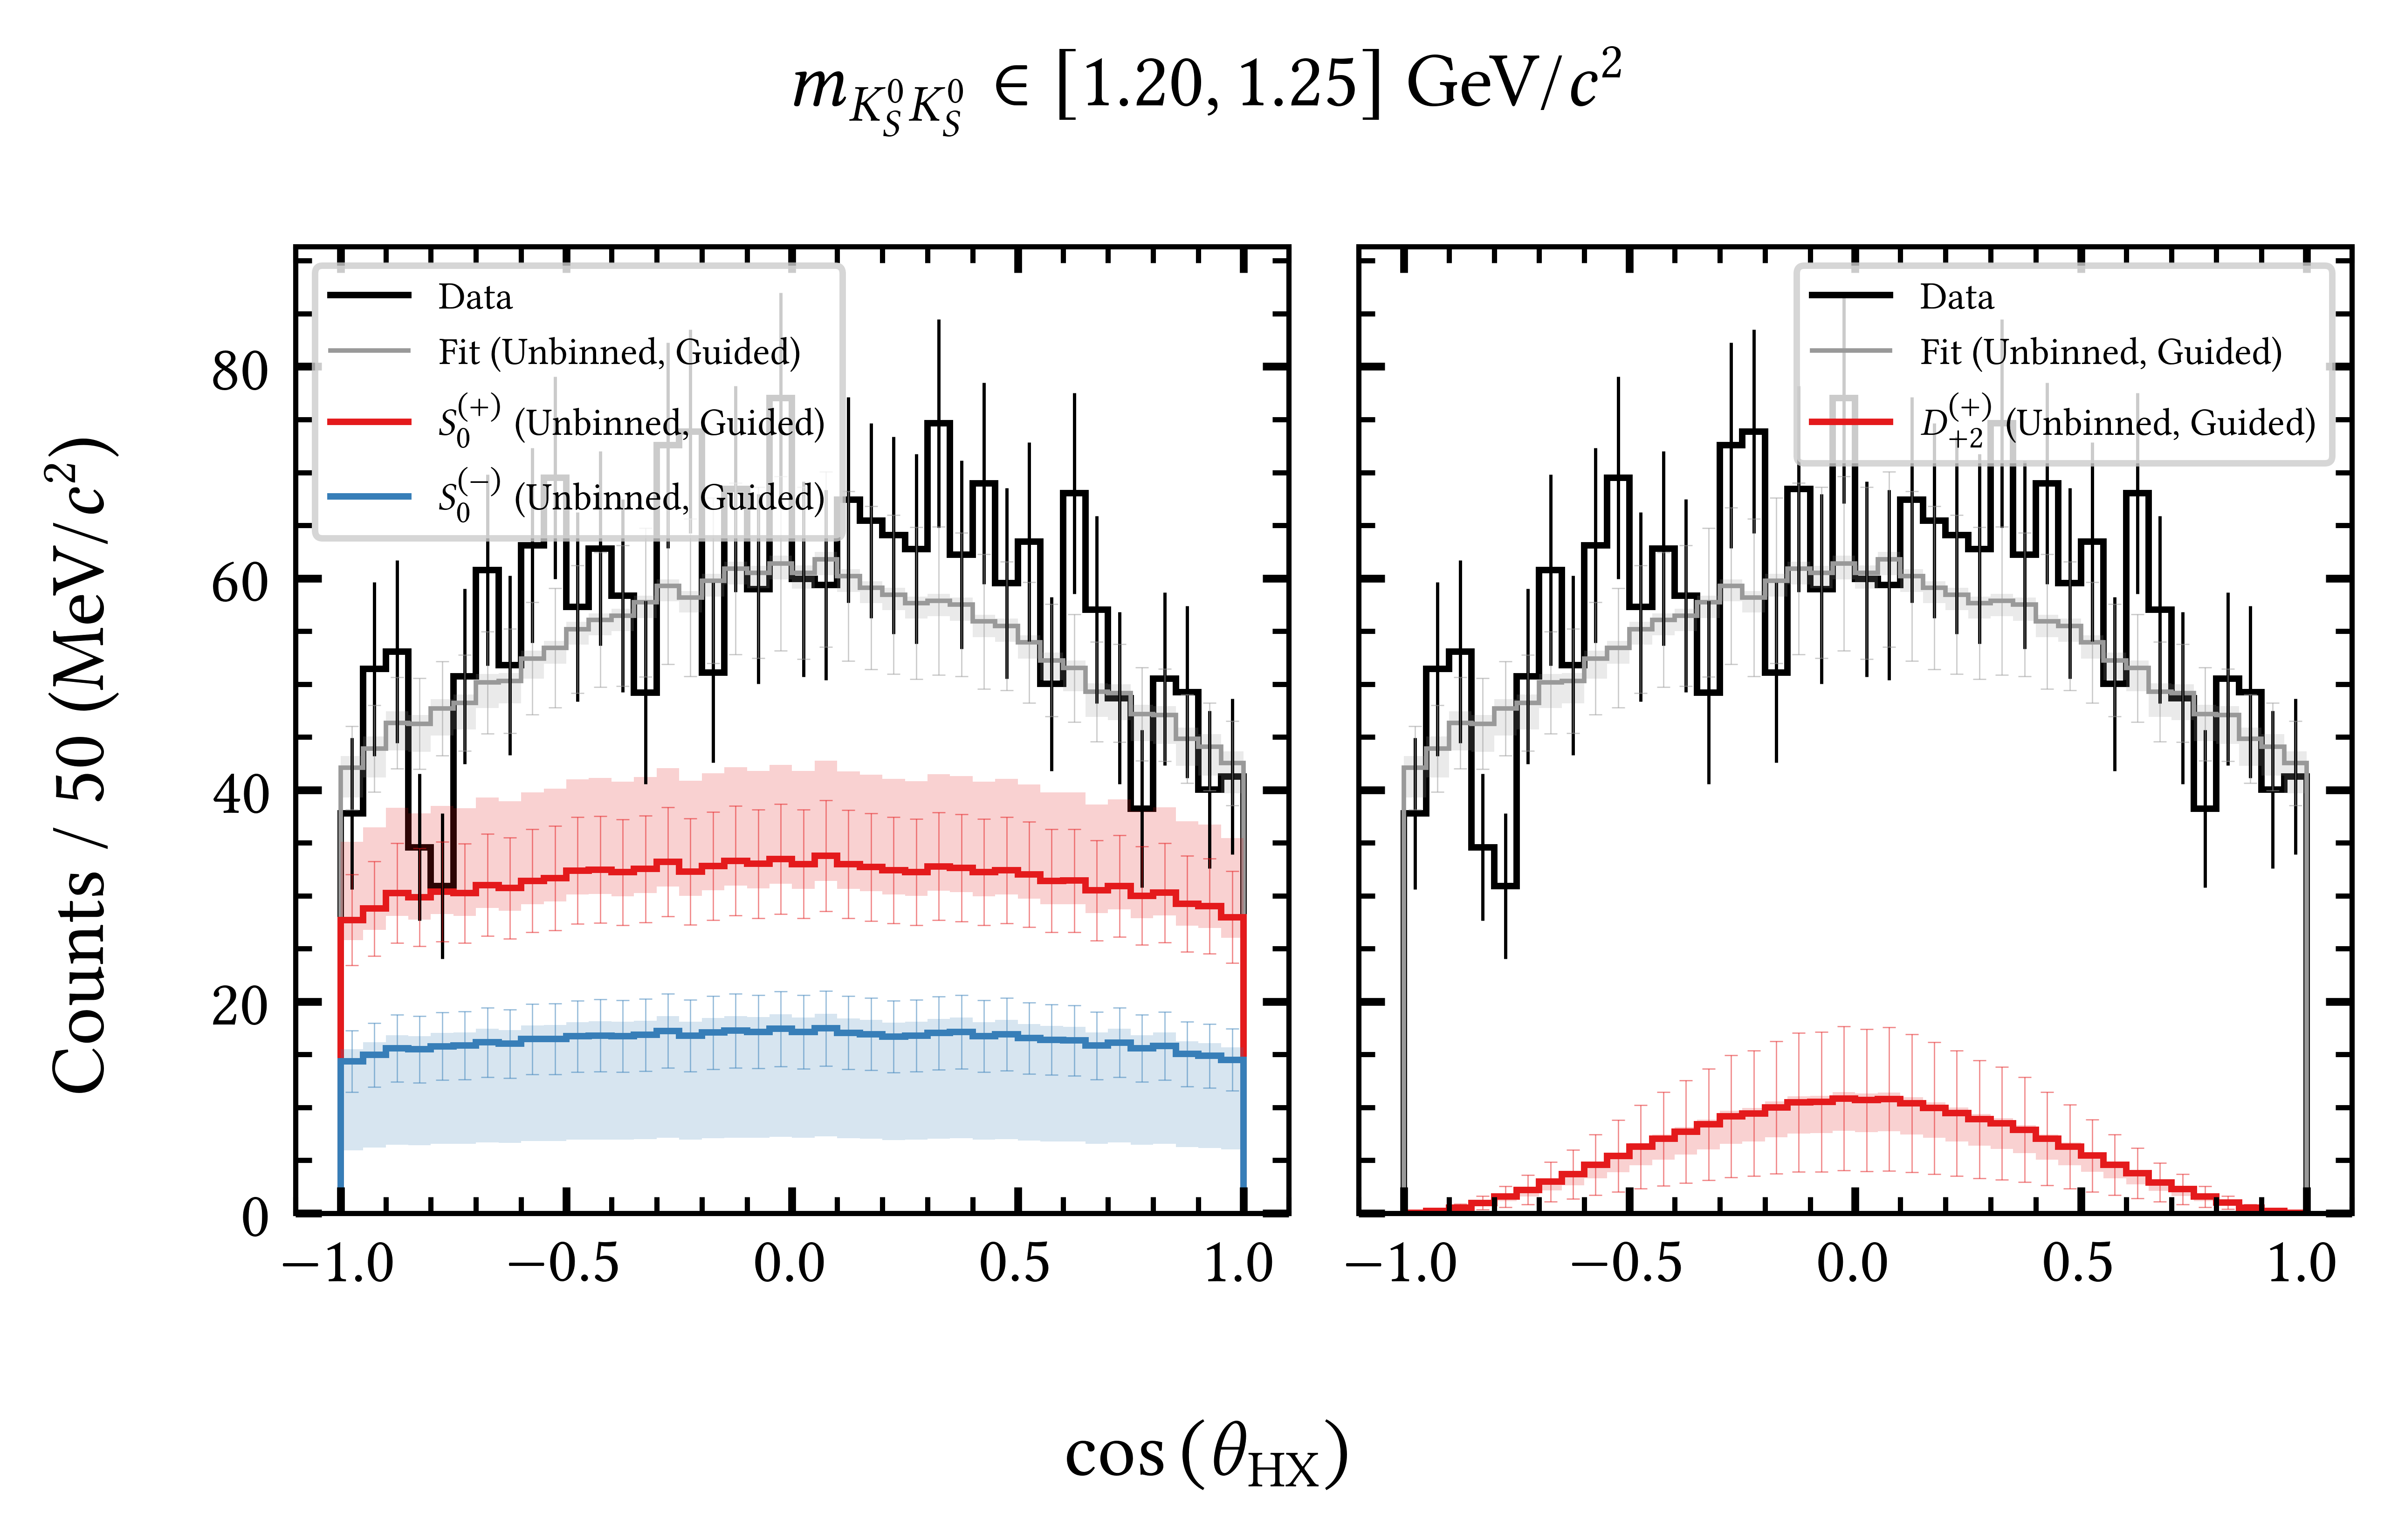 m_{K_S^0 K_S^0} ∈ [1.20, 1.25] GeV/c²
Counts / 50 (MeV/c²)
Data
Fit (Unbinned, Guided)
S_0^{(+)} (Unbinned, Guided)
S_0^{(−)} (Unbinned, Guided)
Data
Fit (Unbinned, Guided)
D_{+2}^{(+)} (Unbinned, Guided)
80
60
40
20
0
−1.0 −0.5 0.0 0.5 1.0
−1.0 −0.5 0.0 0.5 1.0
cos (θ_{HX})